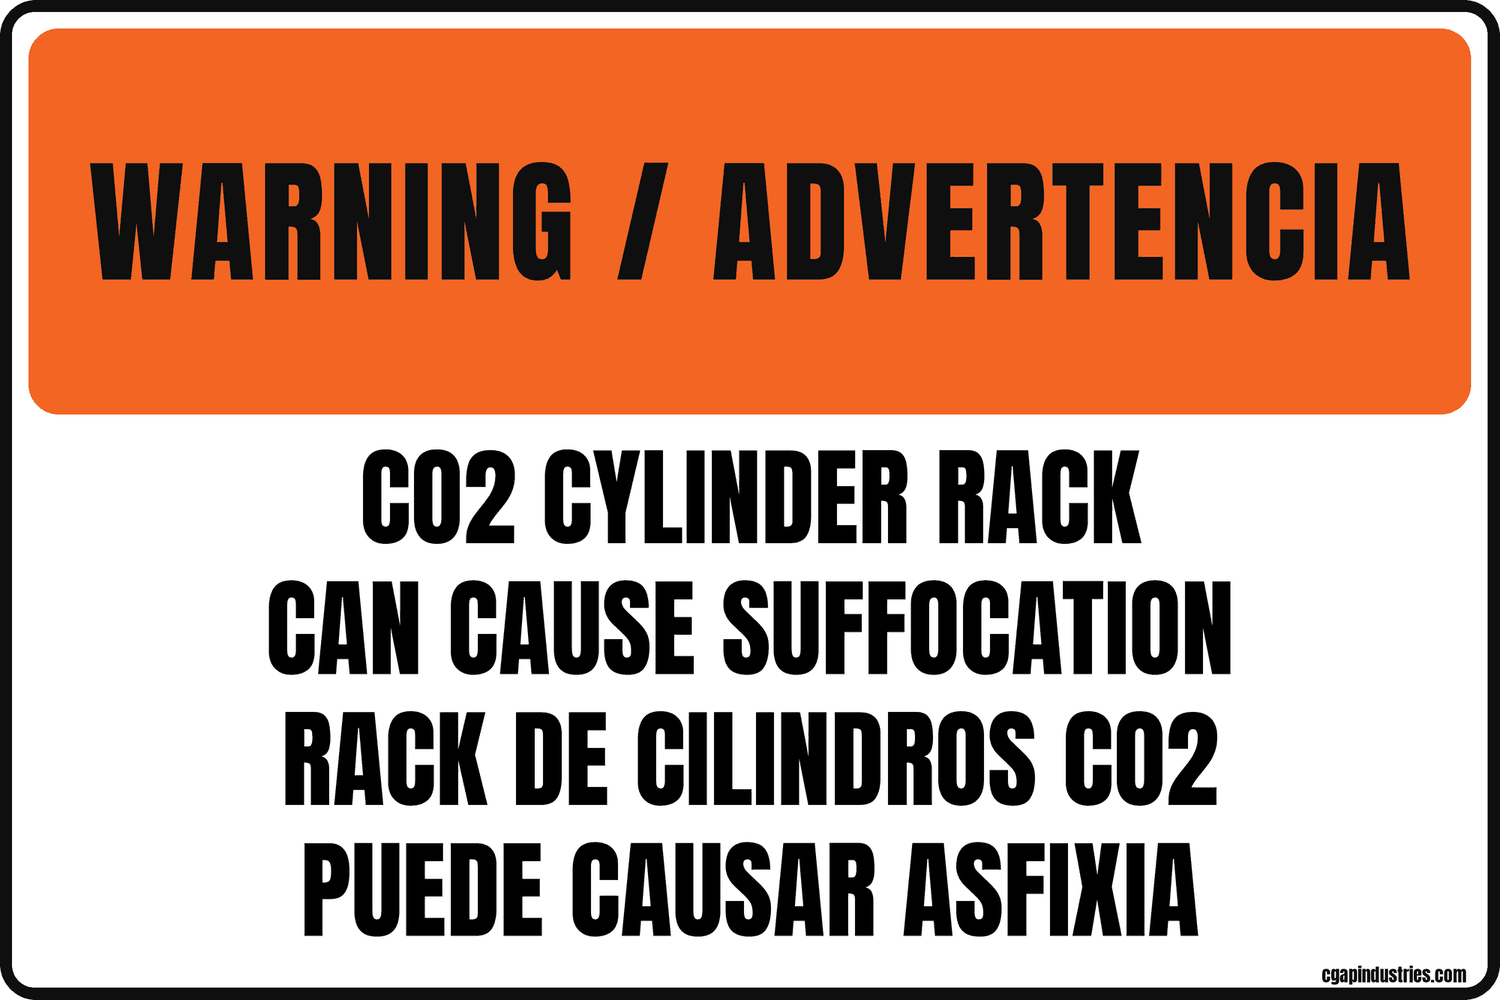 WARNING / ADVERTENCIA
CO2 CYLINDER RACK
CAN CAUSE SUFFOCATION
RACK DE CILINDROS CO2
PUEDE CAUSAR ASFIXIA
cgapindustries.com